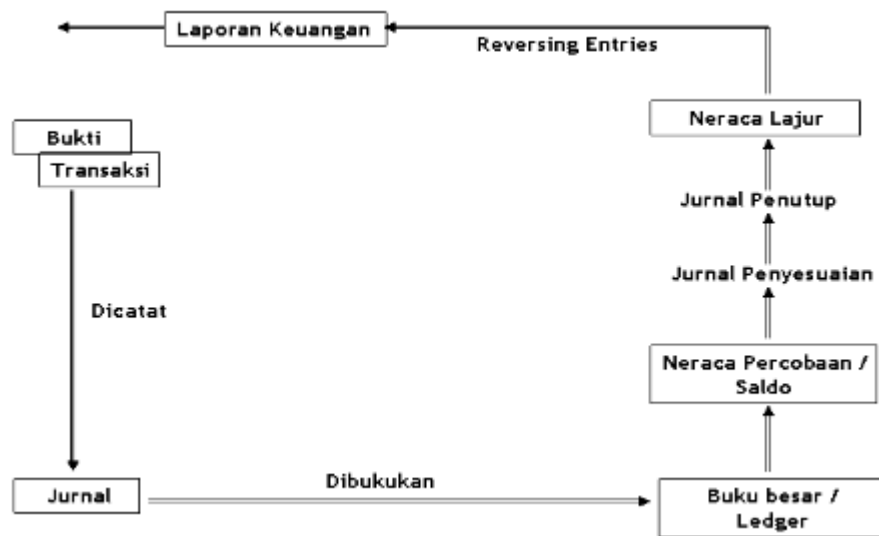 Laporan Keuangan
Reversing Entries
Neraca Lajur
Bukti
Transaksi
Jurnal Penutup
Jurnal Penyesuaian
Dicatat
Neraca Percobaan /
Saldo
Dibukukan
Jurnal
Buku besar /
Ledger